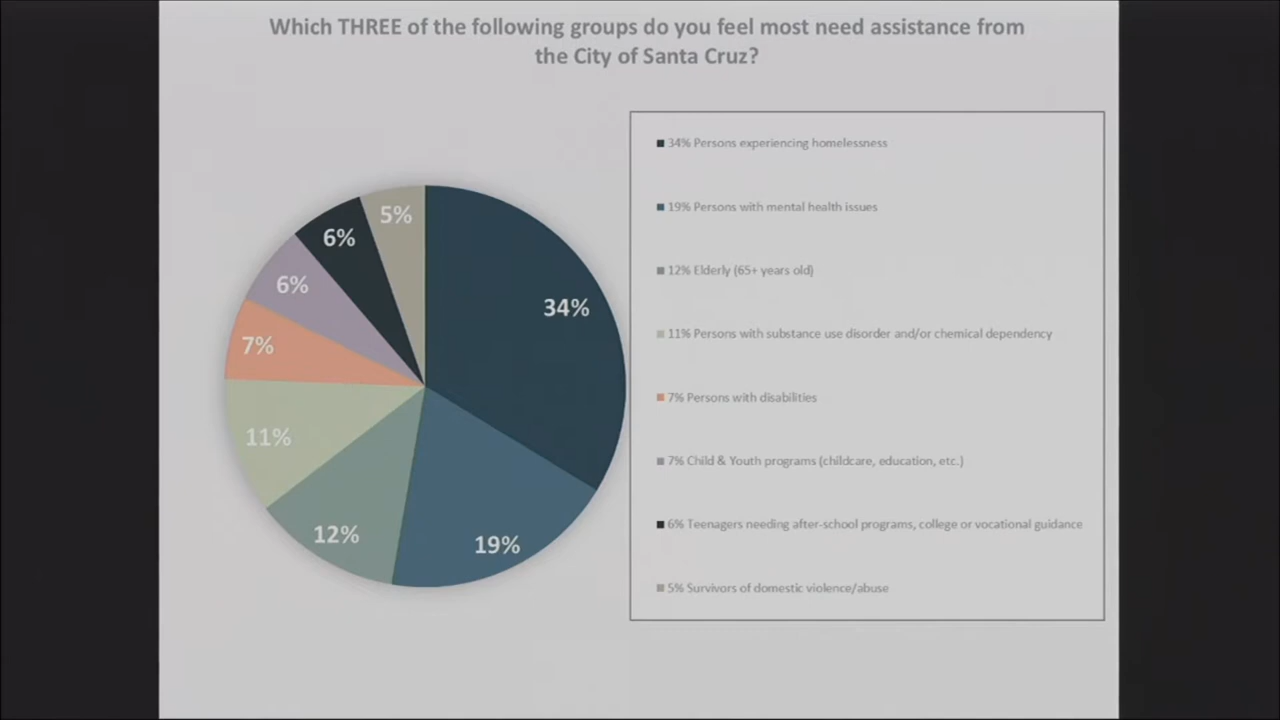 Which THREE of the following groups do you feel most need assistance from
the City of Santa Cruz?
34% Persons experiencing homelessness
19% Persons with mental health issues
12% Elderly (65+ years old)
11% Persons with substance use disorder and/or chemical dependency
7% Persons with disabilities
7% Child & Youth programs (childcare, education, etc.)
6% Teenagers needing after-school programs, college or vocational guidance
5% Survivors of domestic violence/abuse
5%
6%
6%
7%
11%
12%
19%
34%